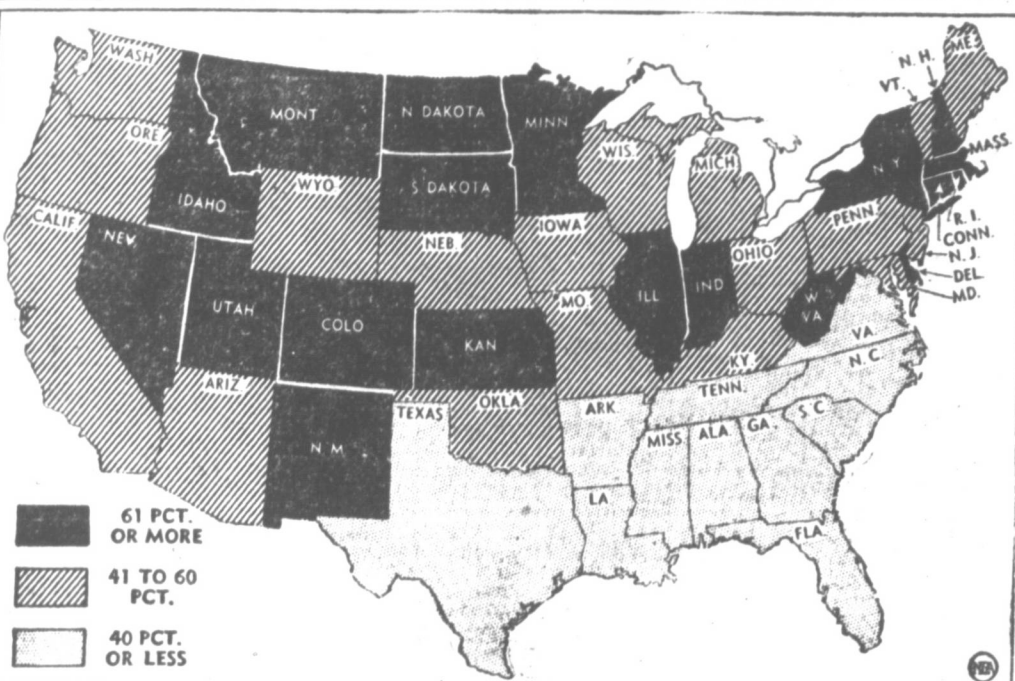 WASH
ORE
CALIF.
NEV.
IDAHO
MONT
WYO.
UTAH
ARIZ.
COLO
N. M.
N DAKOTA
S. DAKOTA
NEB.
KAN
OKLA
TEXAS
MINN
IOWA
MO.
ARK.
LA
WIS.
ILL
MICH
IND
OHIO
KY.
TENN.
MISS
ALA.
GA.
FLA.
S C
N.C.
VA.
W
VA
PENN.
N Y
VT.
N. H.
ME.
MASS.
R. I.
CONN.
N. J.
DEL
MD.
61 PCT.
OR MORE
41 TO 60
PCT.
40 PCT.
OR LESS
NEA